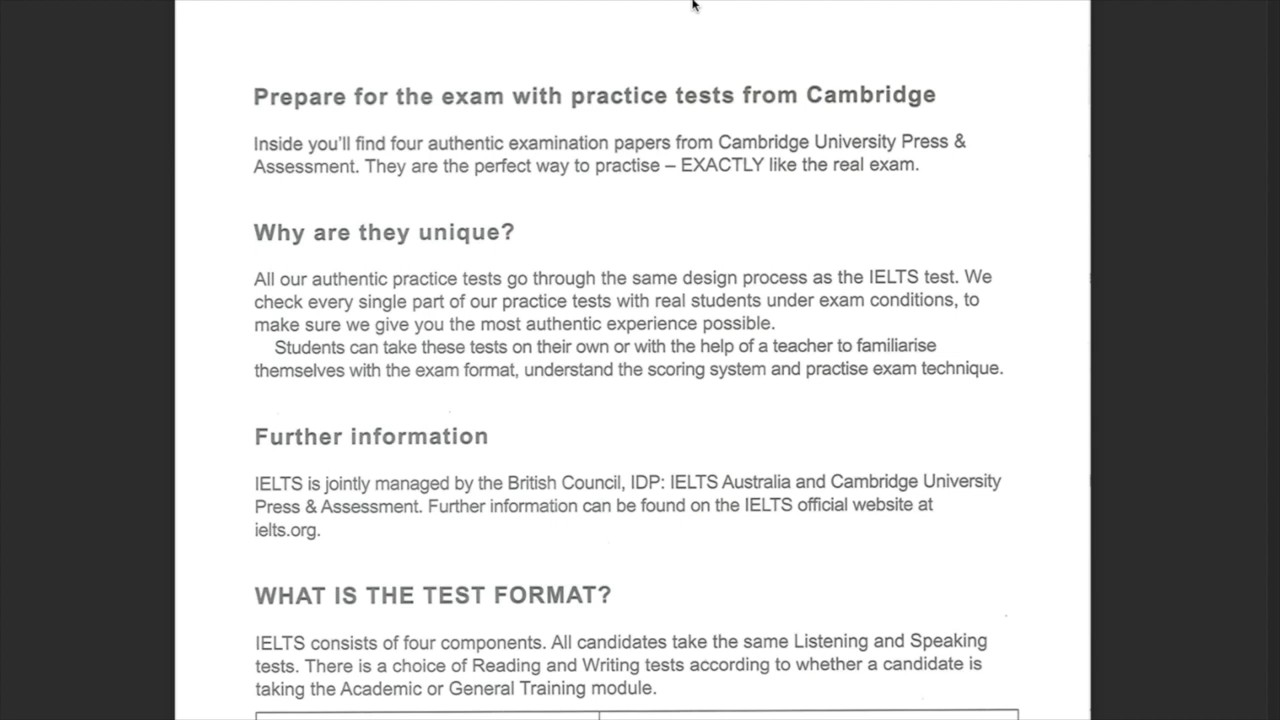 Prepare for the exam with practice tests from Cambridge
Inside you'll find four authentic examination papers from Cambridge University Press &
Assessment. They are the perfect way to practise – EXACTLY like the real exam.
Why are they unique?
All our authentic practice tests go through the same design process as the IELTS test. We
check every single part of our practice tests with real students under exam conditions, to
make sure we give you the most authentic experience possible.
Students can take these tests on their own or with the help of a teacher to familiarise
themselves with the exam format, understand the scoring system and practise exam technique.
Further information
IELTS is jointly managed by the British Council, IDP: IELTS Australia and Cambridge University
Press & Assessment. Further information can be found on the IELTS official website at
ielts.org.
WHAT IS THE TEST FORMAT?
IELTS consists of four components. All candidates take the same Listening and Speaking
tests. There is a choice of Reading and Writing tests according to whether a candidate is
taking the Academic or General Training module.